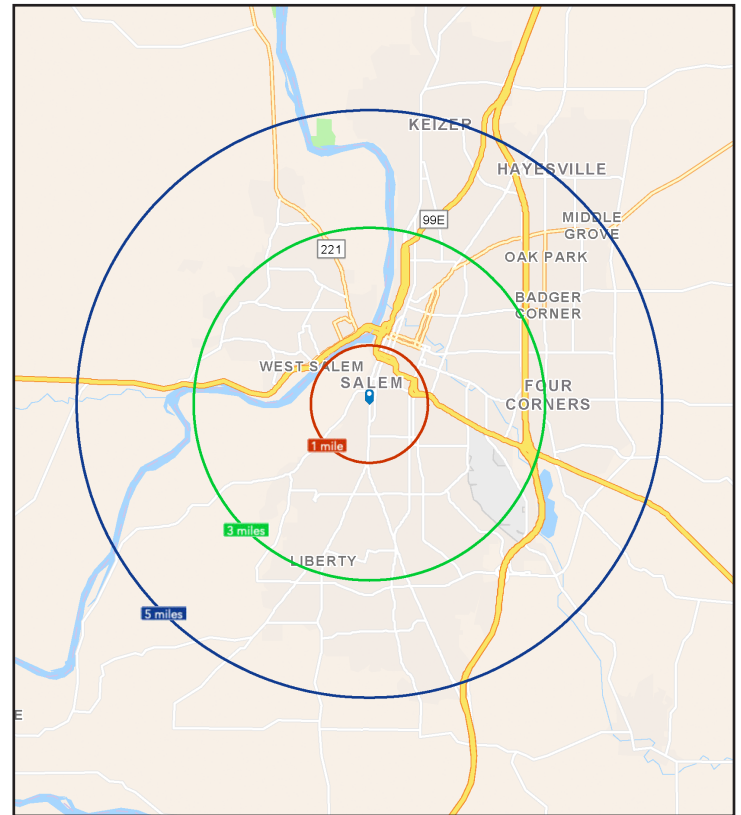 KEIZER
HAYESVILLE
99E
MIDDLE
GROVE
221
OAK PARK
BADGER
CORNER
WEST SALEM
SALEM
FOUR
CORNERS
1 mile
3 miles
LIBERTY
5 miles
E